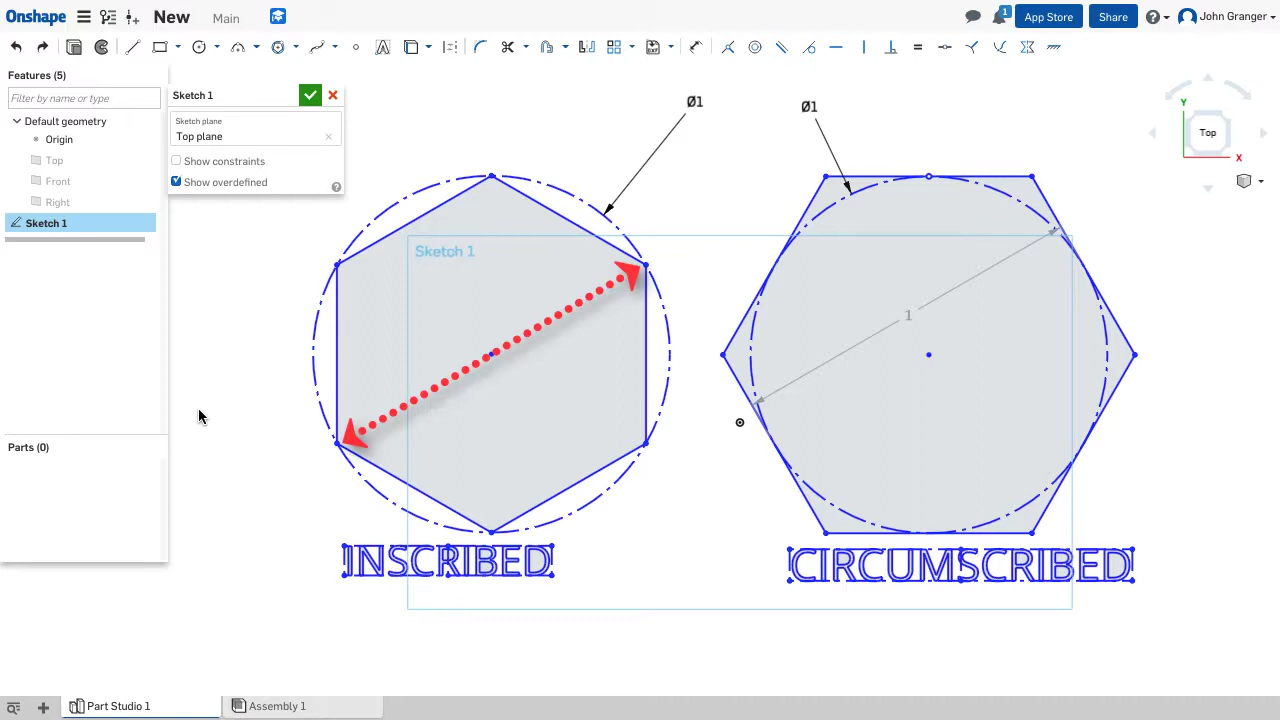 Onshape New Main App Store Share John Granger
1
Features (5)
Filter by name or type
Default geometry
Origin
Top
Front
Right
Sketch 1
Sketch 1
Sketch plane
Top plane
Show constraints
Show overdefined
Ø1
Ø1
Sketch 1
1
Y
Top
X
Parts (0)
INSCRIBED
CIRCUMSCRIBED
Part Studio 1
Assembly 1